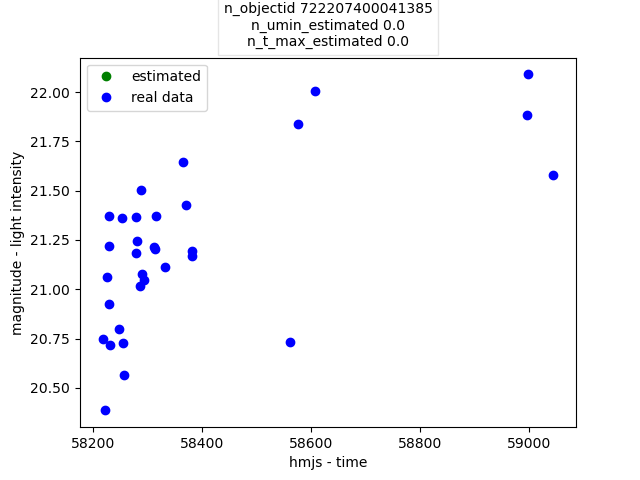 n_objectid 722207400041385
n_umin_estimated 0.0
n_t_max_estimated 0.0
estimated
real data
magnitude - light intensity
22.00
21.75
21.50
21.25
21.00
20.75
20.50
58200 58400 58600 58800 59000
hmjs - time